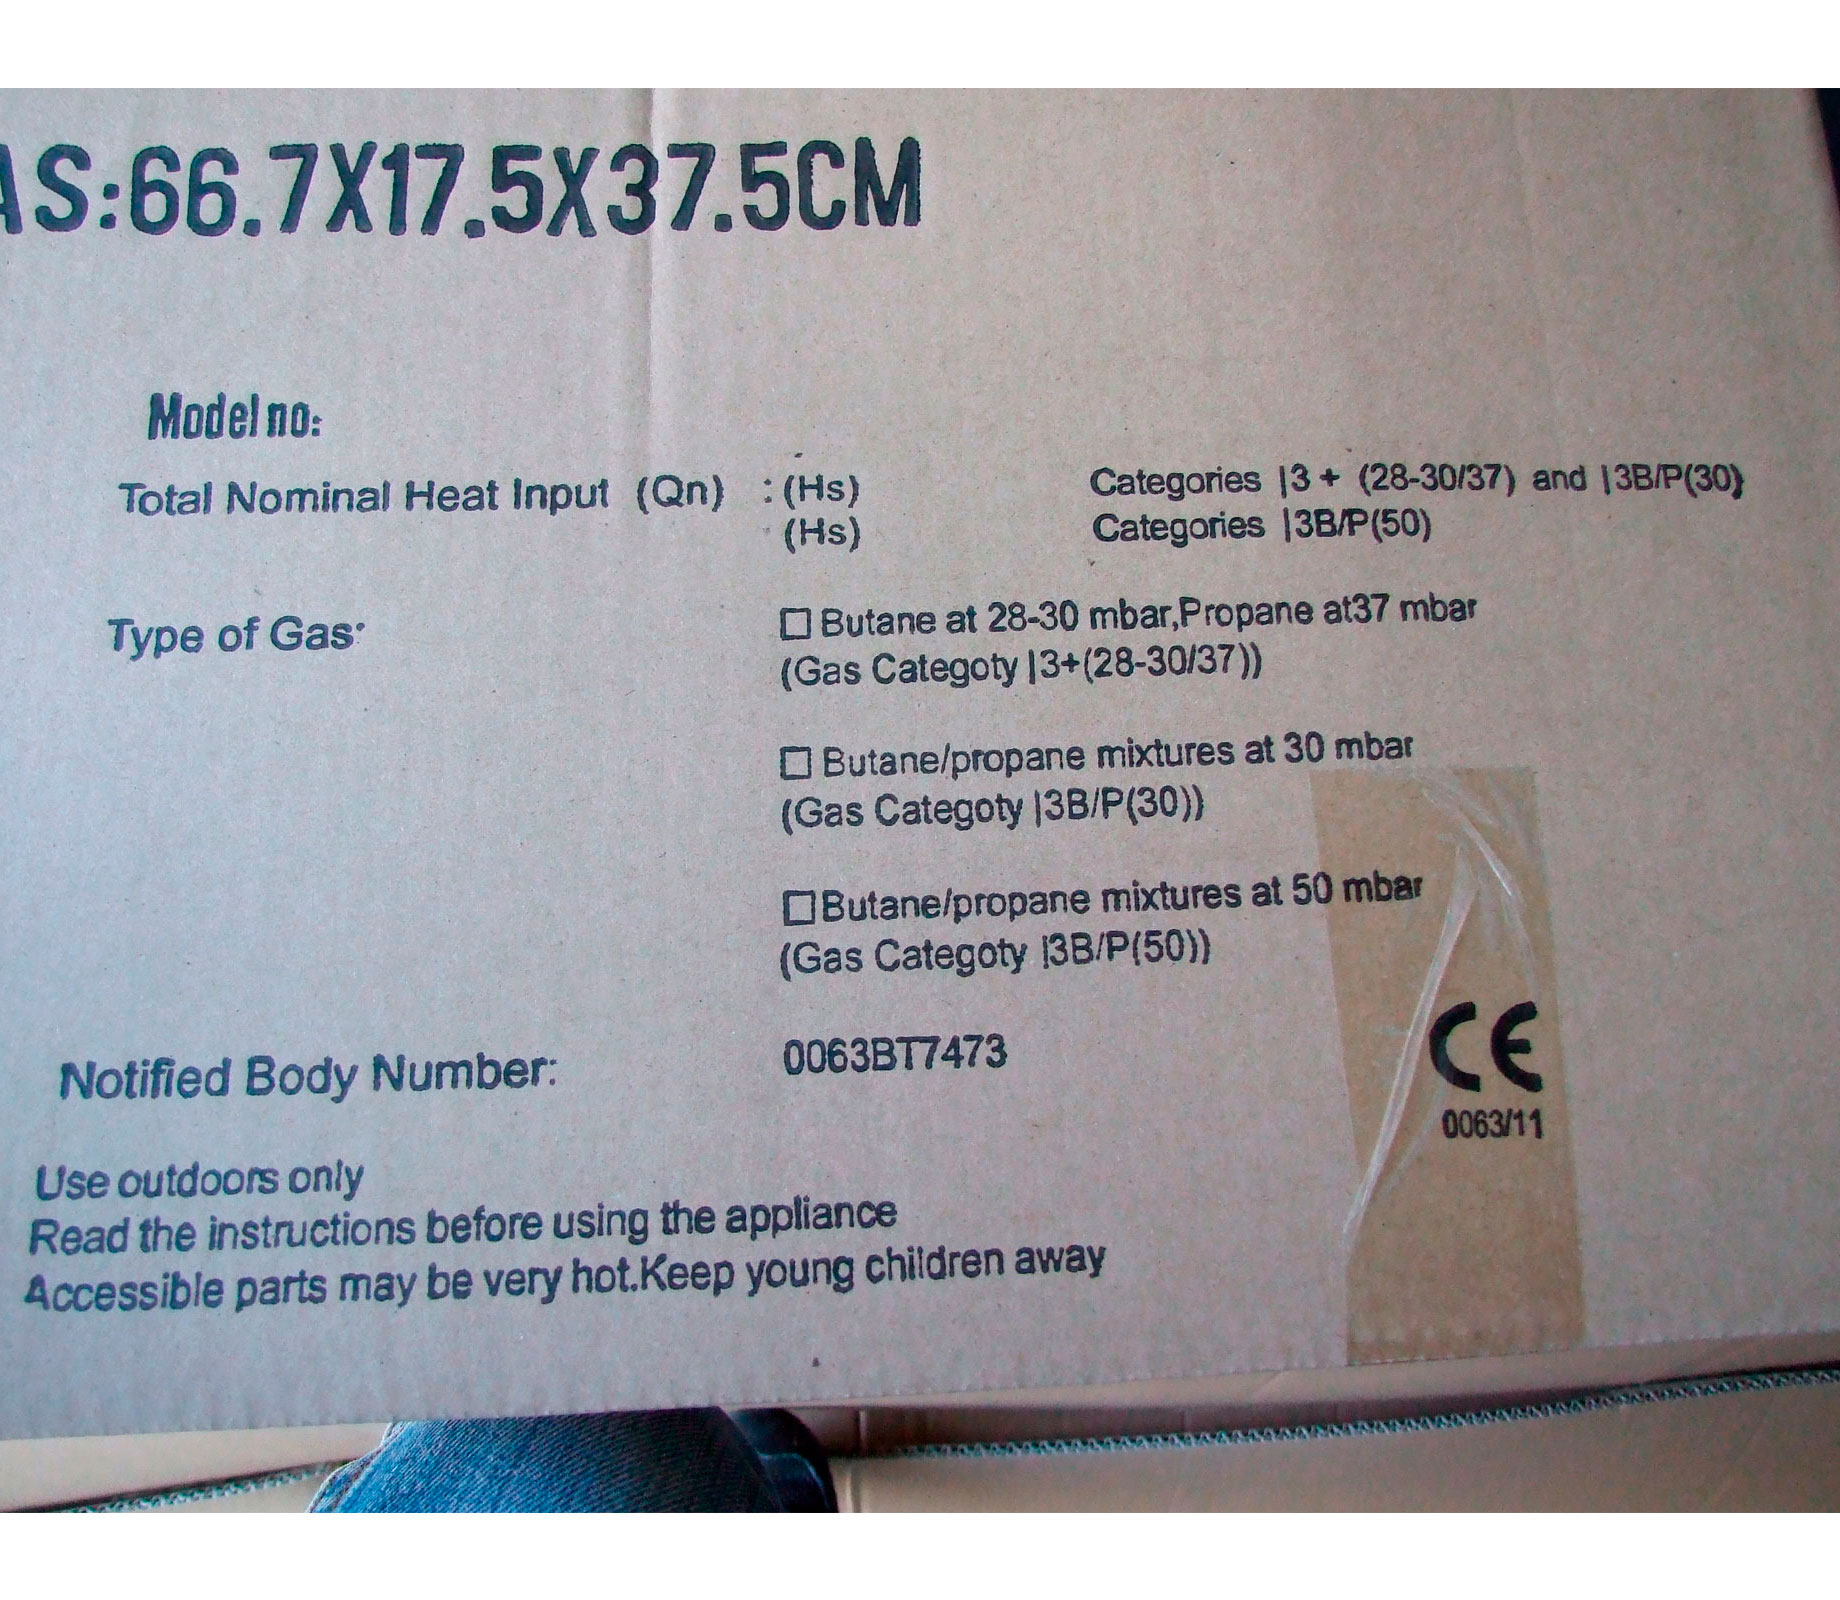 AS:66.7X17.5X37.5CM
Model no:
Total Nominal Heat Input (Qn) :(Hs) Categories |3+ (28-30/37) and |3B/P(30)
(Hs) Categories |3B/P(50)
Type of Gas:
□Butane at 28-30 mbar,Propane at37 mbar
(Gas Categoty |3+(28-30/37))
□Butane/propane mixtures at 30 mbar
(Gas Categoty |3B/P(30))
□Butane/propane mixtures at 50 mbar
(Gas Categoty |3B/P(50))
Notified Body Number: 0063BT7473
CE
0063/11
Use outdoors only
Read the instructions before using the appliance
Accessible parts may be very hot.Keep young children away